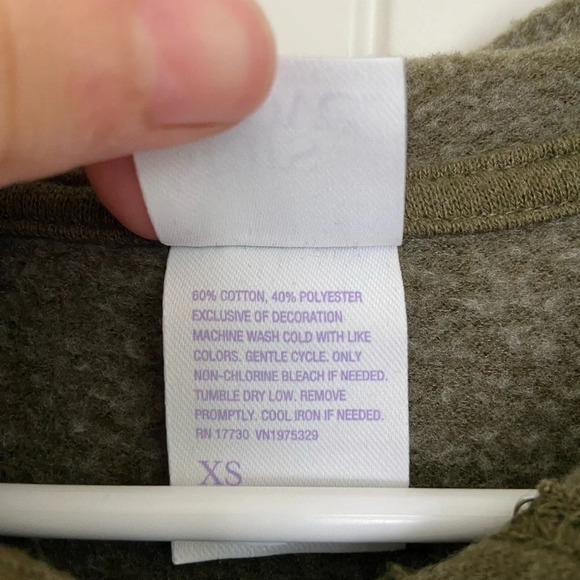 60% COTTON, 40% POLYESTER
EXCLUSIVE OF DECORATION
MACHINE WASH COLD WITH LIKE
COLORS. GENTLE CYCLE. ONLY
NON-CHLORINE BLEACH IF NEEDED.
TUMBLE DRY LOW. REMOVE
PROMPTLY. COOL IRON IF NEEDED.
RN 17730 VN1975329
XS